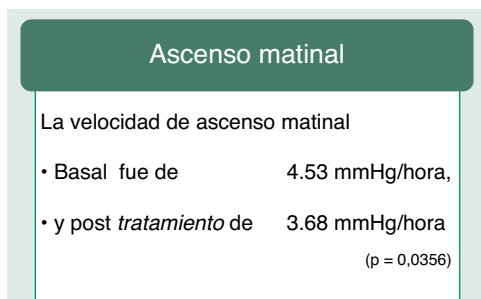 Ascenso matinal
La velocidad de ascenso matinal
• Basal fue de 4.53 mmHg/hora,
• y post tratamiento de 3.68 mmHg/hora
(p = 0,0356)